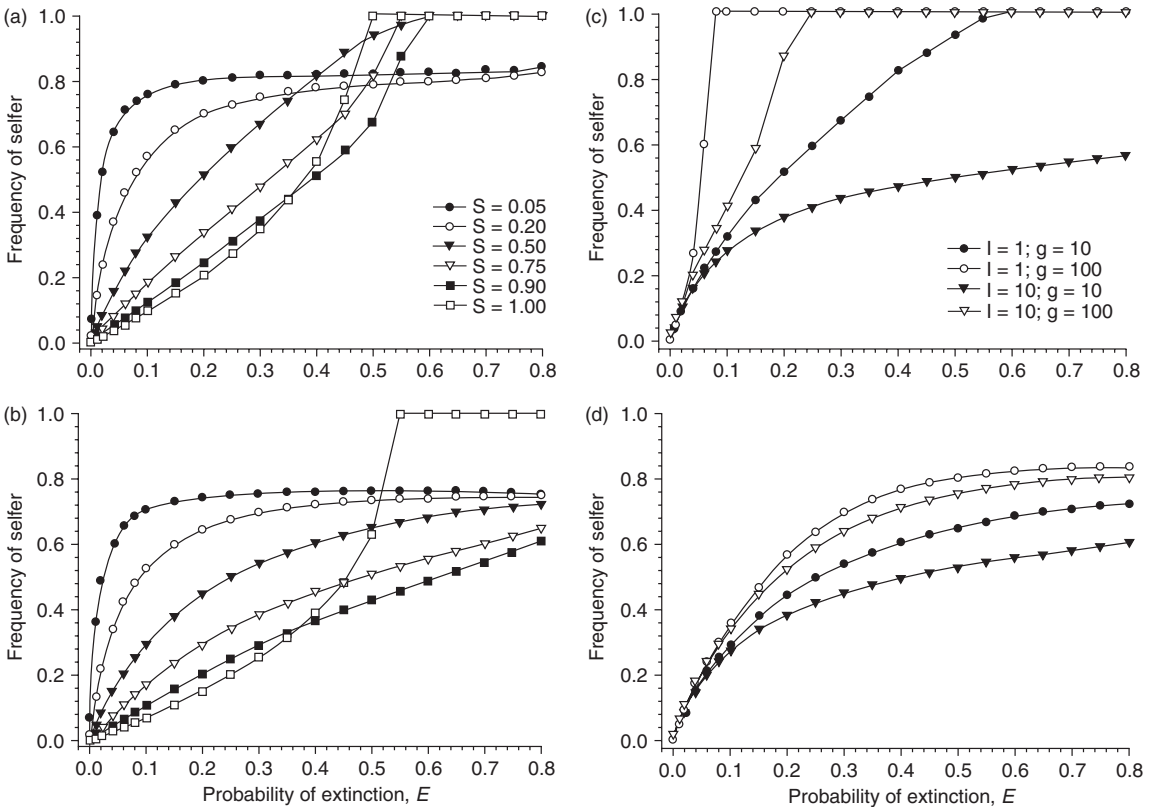 (a)
1.0
0.8
0.6
0.4
0.2
0.0
Frequency of selfer
S = 0.05
S = 0.20
S = 0.50
S = 0.75
S = 0.90
S = 1.00
0.0 0.1 0.2 0.3 0.4 0.5 0.6 0.7 0.8
(c)
1.0
0.8
0.6
0.4
0.2
0.0
Frequency of selfer
I = 1; g = 10
I = 1; g = 100
I = 10; g = 10
I = 10; g = 100
0.0 0.1 0.2 0.3 0.4 0.5 0.6 0.7 0.8
(b)
1.0
0.8
0.6
0.4
0.2
0.0
Frequency of selfer
0.0 0.1 0.2 0.3 0.4 0.5 0.6 0.7 0.8
Probability of extinction, E
(d)
1.0
0.8
0.6
0.4
0.2
0.0
Frequency of selfer
0.0 0.1 0.2 0.3 0.4 0.5 0.6 0.7 0.8
Probability of extinction, E